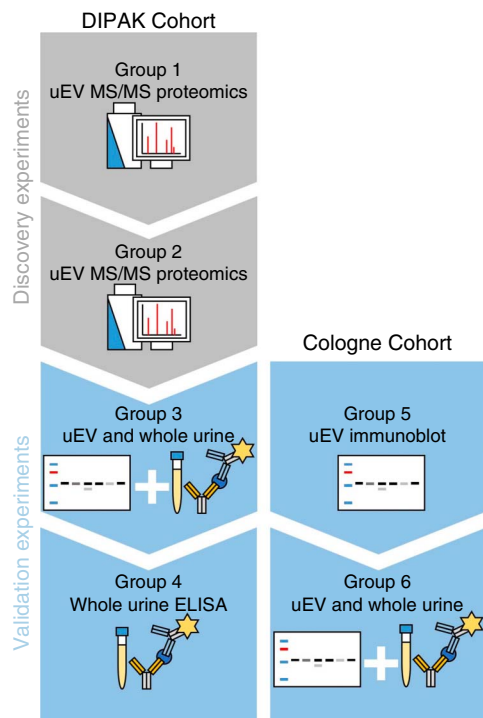 DIPAK Cohort
Discovery experiments
Group 1
uEV MS/MS proteomics
Group 2
uEV MS/MS proteomics
Cologne Cohort
Validation experiments
Group 3
uEV and whole urine
Group 5
uEV immunoblot
Group 4
Whole urine ELISA
Group 6
uEV and whole urine